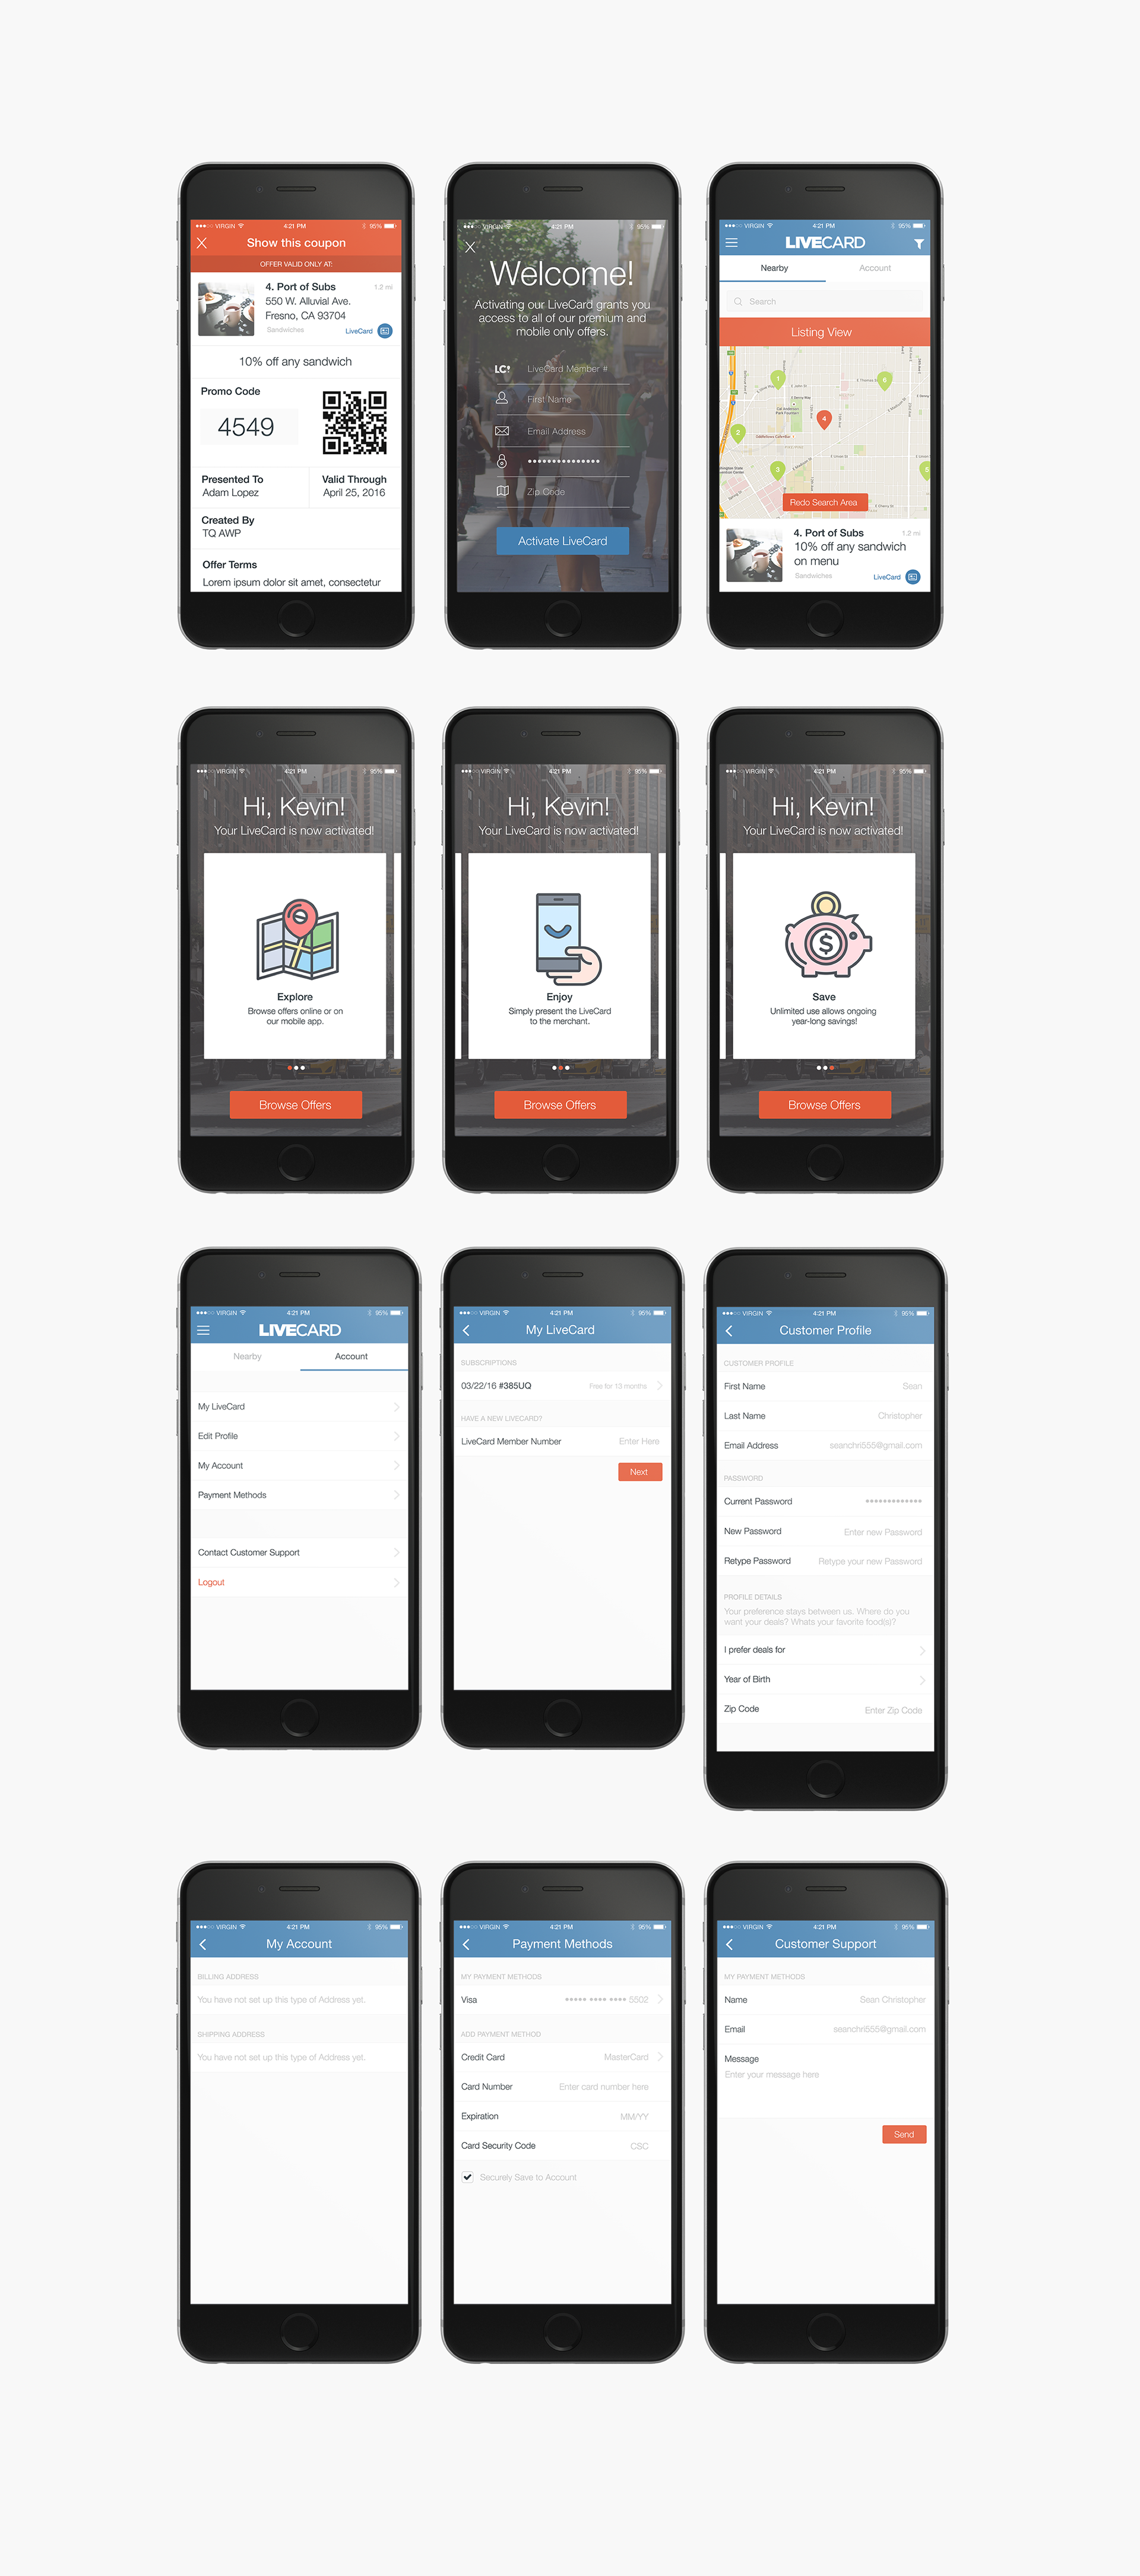 VIRGIN 4:21 PM 95%
Show this coupon
OFFER VALID ONLY AT:
4. Port of Subs 1.2 mi
550 W. Alluvial Ave.
Fresno, CA 93704
Sandwiches LiveCard
10% off any sandwich
Promo Code
4549
Presented To Valid Through
Adam Lopez April 25, 2016
Created By
TQ AWP
Offer Terms
Lorem ipsum dolor sit amet, consectetur
VIRGIN 4:21 PM 95%
Welcome!
Activating our LiveCard grants you
access to all of our premium and
mobile only offers.
LC LiveCard Member #
First Name
Email Address
Zip Code
Activate LiveCard
VIRGIN 4:21 PM 95%
LIVECARD
Nearby Account
Search
Listing View
1
6
4
2
3
5
Cal Anderson
Park Fountain
Redo Search Area
4. Port of Subs 1.2 mi
10% off any sandwich
on menu
Sandwiches LiveCard
VIRGIN 4:21 PM 95%
Hi, Kevin!
Your LiveCard is now activated!
Explore
Browse offers online or on
our mobile app.
Browse Offers
VIRGIN 4:21 PM 95%
Hi, Kevin!
Your LiveCard is now activated!
Enjoy
Simply present the LiveCard
to the merchant.
Browse Offers
VIRGIN 4:21 PM 95%
Hi, Kevin!
Your LiveCard is now activated!
$
Save
Unlimited use allows ongoing
year-long savings!
Browse Offers
VIRGIN 4:21 PM 95%
LIVECARD
Nearby Account
My LiveCard
Edit Profile
My Account
Payment Methods
Contact Customer Support
Logout
VIRGIN 4:21 PM 95%
My LiveCard
SUBSCRIPTIONS
03/22/16 #385UQ Free for 13 months
HAVE A NEW LIVECARD?
LiveCard Member Number Enter Here
Next
VIRGIN 4:21 PM 95%
Customer Profile
CUSTOMER PROFILE
First Name Sean
Last Name Christopher
Email Address seanchri555@gmail.com
PASSWORD
Current Password •••••••••••••
New Password Enter new Password
Retype Password Retype your new Password
PROFILE DETAILS
Your preference stays between us. Where do you
want your deals? Whats your favorite food(s)?
I prefer deals for
Year of Birth
Zip Code Enter Zip Code
VIRGIN 4:21 PM 95%
My Account
BILLING ADDRESS
You have not set up this type of Address yet.
SHIPPING ADDRESS
You have not set up this type of Address yet.
VIRGIN 4:21 PM 95%
Payment Methods
MY PAYMENT METHODS
Visa ••••• •••• •••• 5502
ADD PAYMENT METHOD
Credit Card MasterCard
Card Number Enter card number here
Expiration MM/YY
Card Security Code CSC
Securely Save to Account
VIRGIN 4:21 PM 95%
Customer Support
MY PAYMENT METHODS
Name Sean Christopher
Email seanchri555@gmail.com
Message
Enter your message here
Send